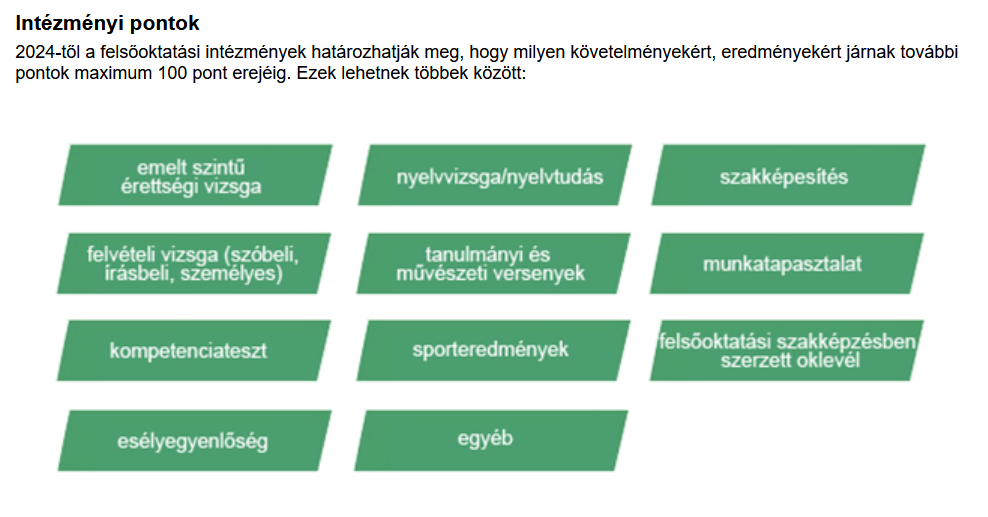 Intézményi pontok
2024-től a felsőoktatási intézmények határozhatják meg, hogy milyen követelményekért, eredményekért járnak további
pontok maximum 100 pont erejéig. Ezek lehetnek többek között:
emelt szintű
érettségi vizsga
nyelvvizsga/nyelvtudás
szakképesítés
felvételi vizsga (szóbeli,
írásbeli, személyes)
tanulmányi és
művészeti versenyek
munkatapasztalat
kompetenciateszt
sporteredmények
felsőoktatási szakképzésben
szerzett oklevél
esélyegyenlőség
egyéb